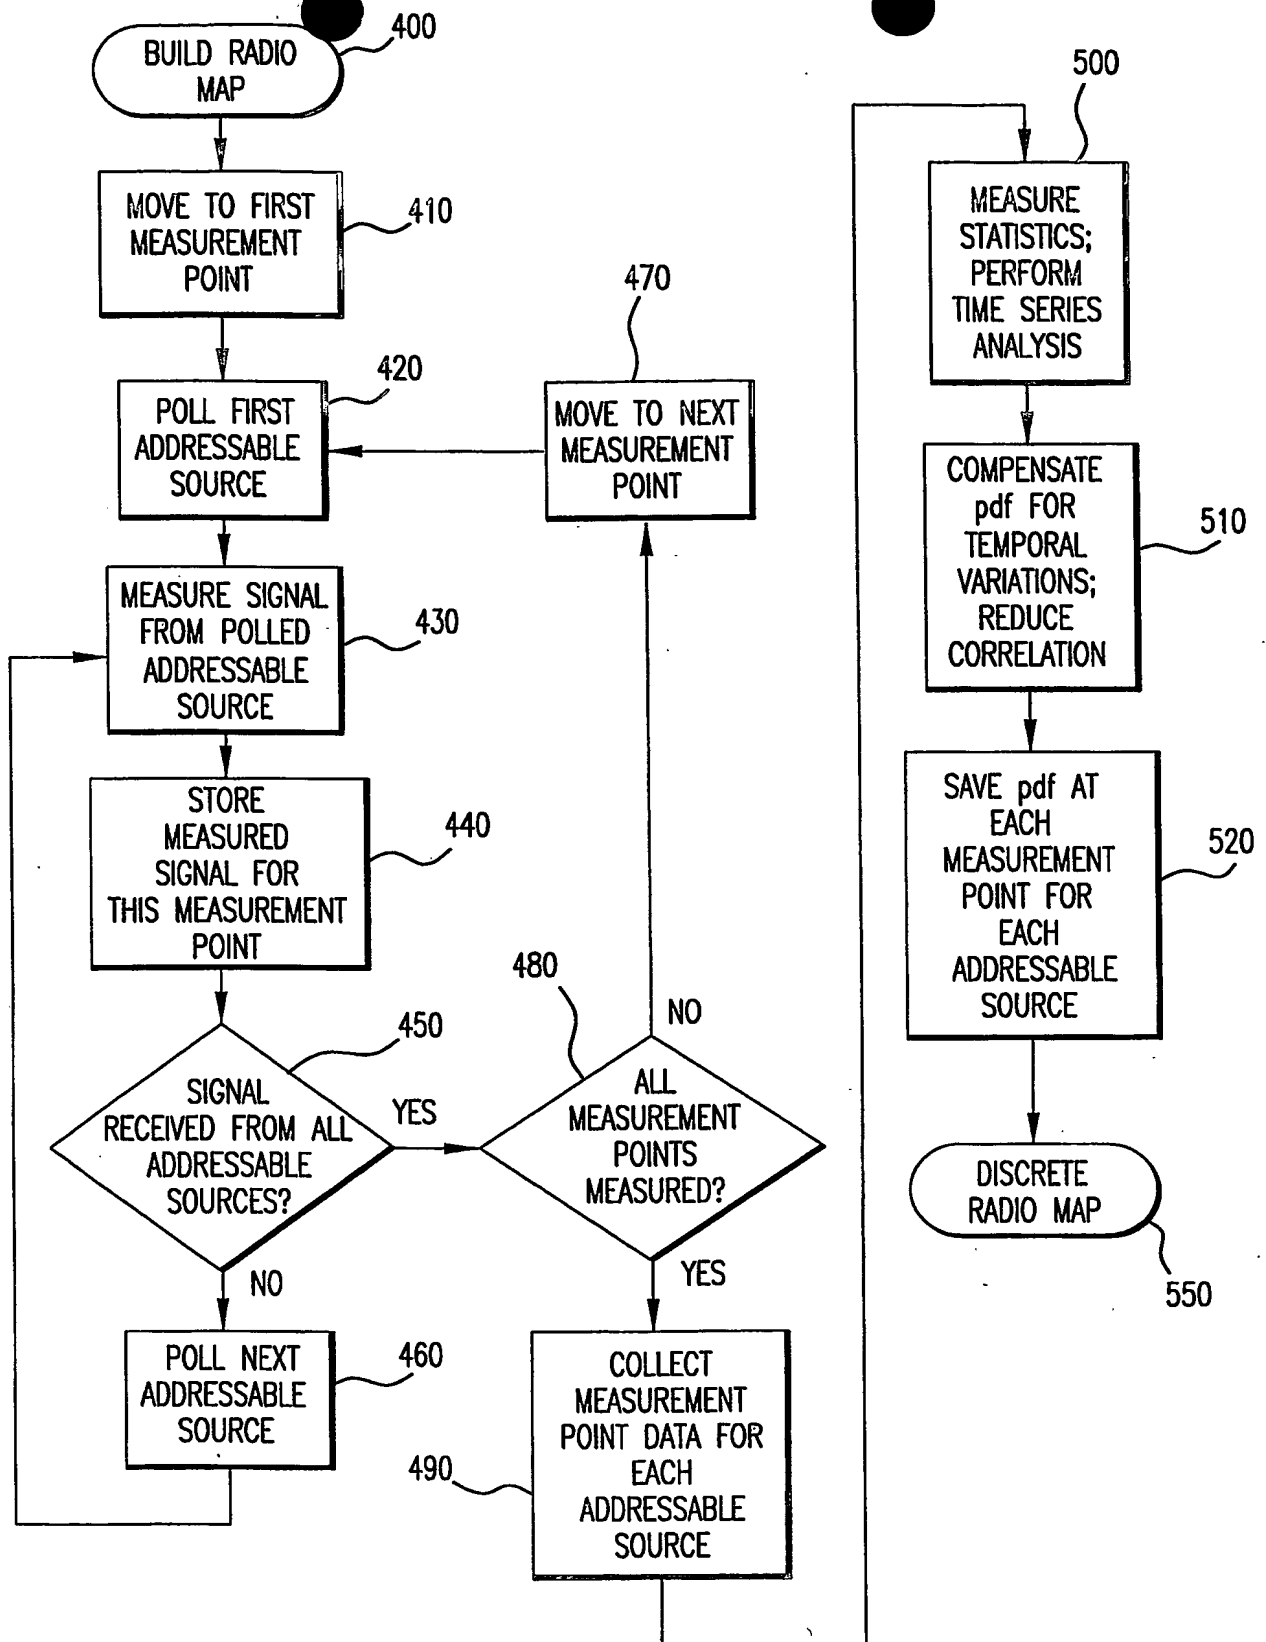 BUILD RADIO
MAP
400
MOVE TO FIRST
MEASUREMENT
POINT
410
POLL FIRST
ADDRESSABLE
SOURCE
420
MEASURE SIGNAL
FROM POLLED
ADDRESSABLE
SOURCE
430
STORE
MEASURED
SIGNAL FOR
THIS MEASUREMENT
POINT
440
SIGNAL
RECEIVED FROM ALL
ADDRESSABLE
SOURCES?
450
YES
NO
POLL NEXT
ADDRESSABLE
SOURCE
460
470
MOVE TO NEXT
MEASUREMENT
POINT
480
NO
ALL
MEASUREMENT
POINTS
MEASURED?
YES
COLLECT
MEASUREMENT
POINT DATA FOR
EACH
ADDRESSABLE
SOURCE
490
500
MEASURE
STATISTICS;
PERFORM
TIME SERIES
ANALYSIS
COMPENSATE
pdf FOR
TEMPORAL
VARIATIONS;
REDUCE
CORRELATION
510
SAVE pdf AT
EACH
MEASUREMENT
POINT FOR
EACH
ADDRESSABLE
SOURCE
520
DISCRETE
RADIO MAP
550